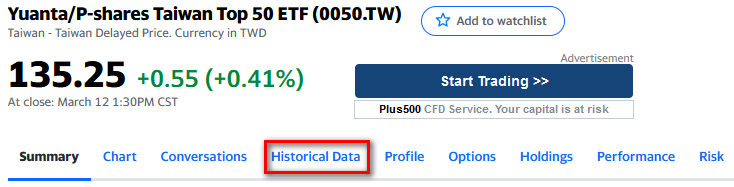 Yuanta/P-shares Taiwan Top 50 ETF (0050.TW)
Add to watchlist
Taiwan - Taiwan Delayed Price. Currency in TWD
135.25 +0.55 (+0.41%)
At close: March 12 1:30PM CST
Advertisement
Start Trading >>
Plus500 CFD Service. Your capital is at risk
Summary Chart Conversations Historical Data Profile Options Holdings Performance Risk